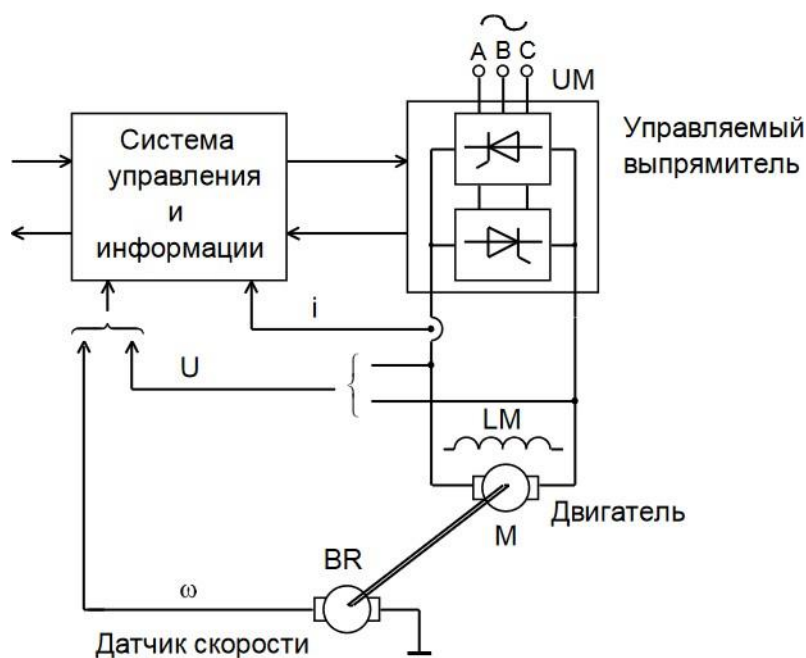 A B C
UM
Управляемый
выпрямитель
Система
управления
и
информации
i
U
LM
Двигатель
M
BR
ω
Датчик скорости